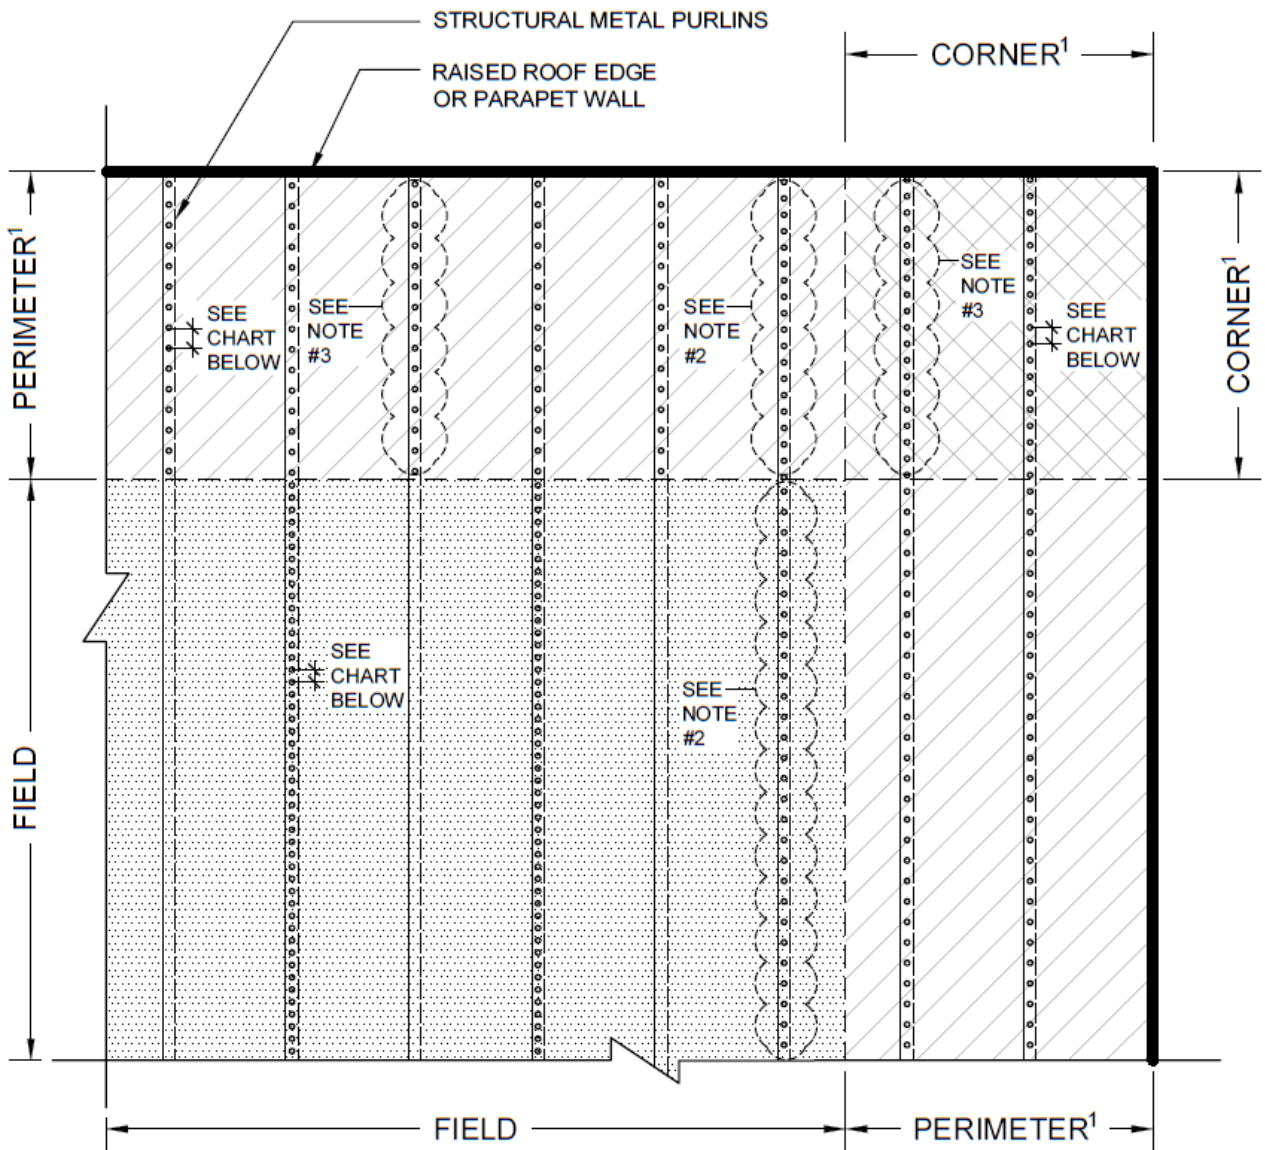 STRUCTURAL METAL PURLINS
RAISED ROOF EDGE
OR PARAPET WALL
CORNER¹
PERIMETER¹
SEE
CHART
BELOW
SEE
NOTE
#3
SEE
NOTE
#2
SEE
NOTE
#3
SEE
CHART
BELOW
CORNER¹
FIELD
SEE
CHART
BELOW
SEE
NOTE
#2
FIELD
PERIMETER¹